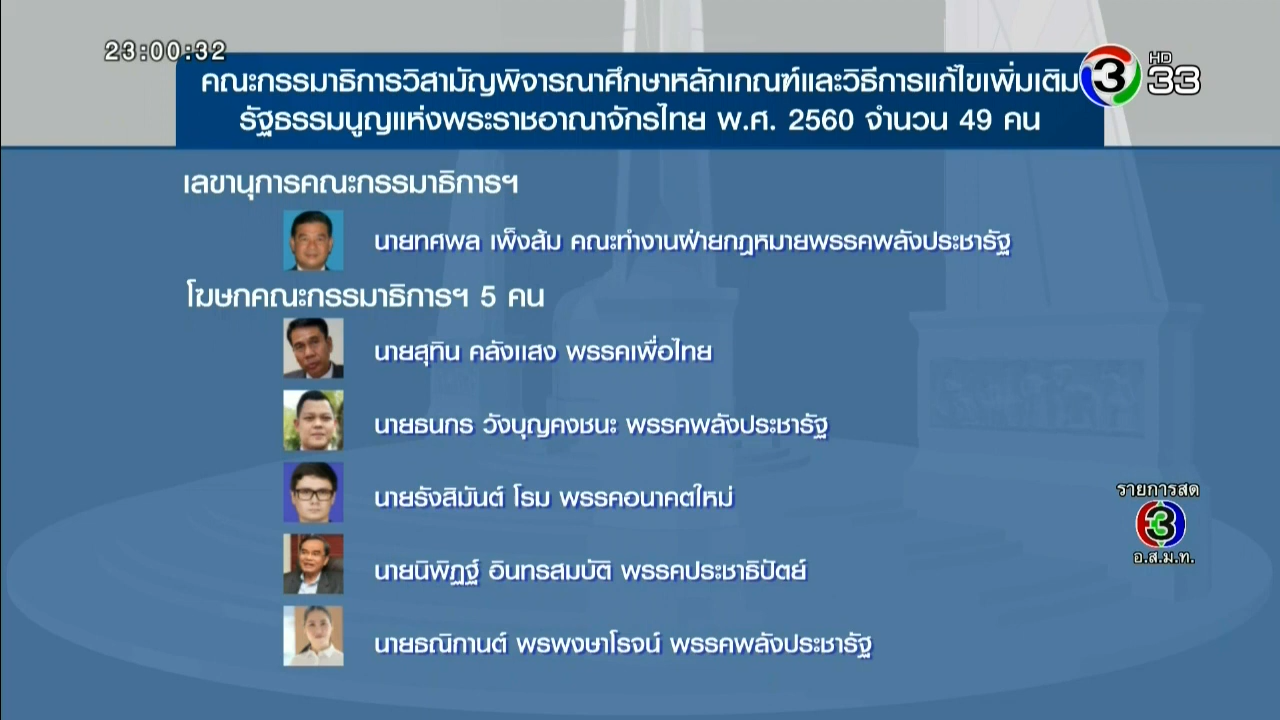 23:00:32
คณะกรรมาธิการวิสามัญพิจารณาศึกษาหลักเกณฑ์และวิธีการแก้ไขเพิ่มเติม
รัฐธรรมนูญแห่งพระราชอาณาจักรไทย พ.ศ. 2560 จำนวน 49 คน
3 HD 33
เลขานุการคณะกรรมาธิการฯ
นายทศพล เพ็งส้ม คณะทำงานฝ่ายกฎหมายพรรคพลังประชารัฐ
โฆษกคณะกรรมาธิการฯ 5 คน
นายสุทิน คลังแสง พรรคเพื่อไทย
นายธนกร วังบุญคงชนะ พรรคพลังประชารัฐ
นายรังสิมันต์ โรม พรรคอนาคตใหม่
นายนิพิฏฐ์ อินทรสมบัติ พรรคประชาธิปัตย์
นายธณิกานต์ พรพงษาโรจน์ พรรคพลังประชารัฐ
รายการสด
3
อ.ส.ม.ท.